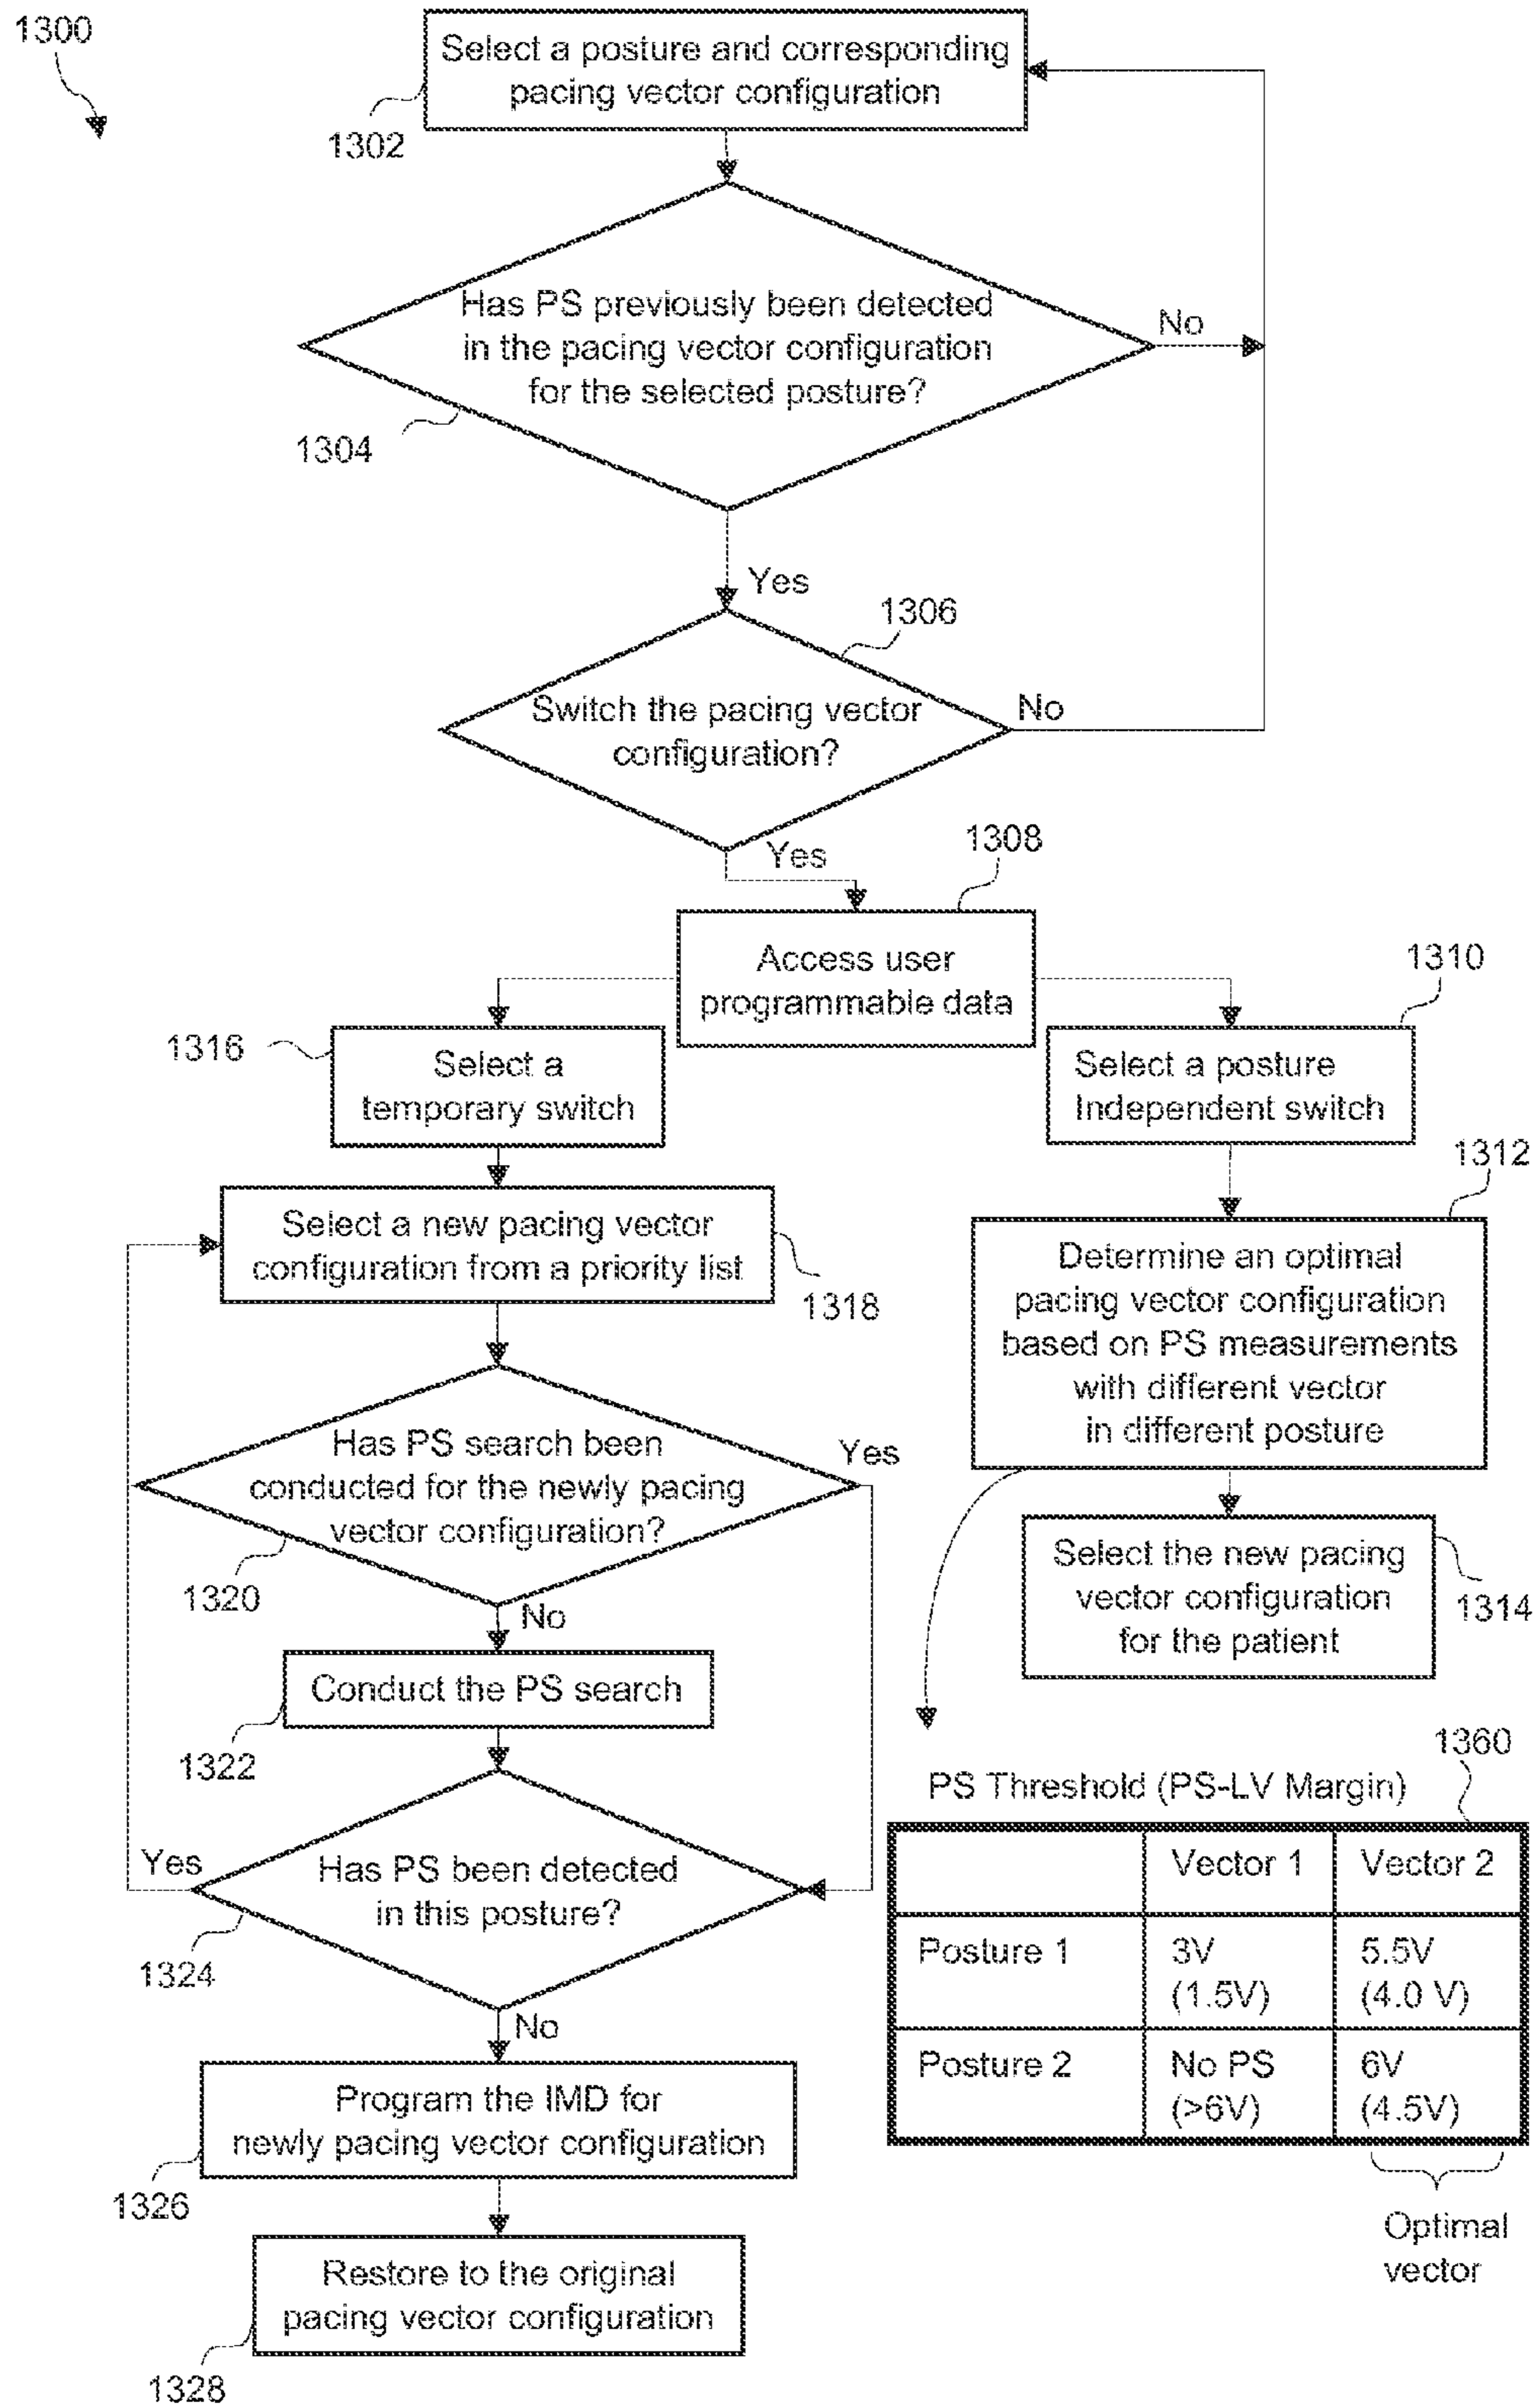 1300
Select a posture and corresponding
pacing vector configuration
1302
Has PS previously been detected
in the pacing vector configuration
for the selected posture?
No
1304
Yes
1306
Switch the pacing vector
configuration?
No
Yes
1308
Access user
programmable data
1310
Select a posture
Independent switch
1316
Select a
temporary switch
1312
Determine an optimal
pacing vector configuration
based on PS measurements
with different vector
in different posture
Select a new pacing vector
configuration from a priority list
1318
Has PS search been
conducted for the newly pacing
vector configuration?
Yes
1320
No
Select the new pacing
vector configuration
for the patient
1314
Conduct the PS search
1322
Has PS been detected
in this posture?
Yes
1324
No
1360
PS Threshold (PS-LV Margin)
Vector 1 Vector 2
Posture 1 3V 5.5V
(1.5V) (4.0 V)
Posture 2 No PS 6V
(>6V) (4.5V)
Optimal
vector
Program the IMD for
newly pacing vector configuration
1326
Restore to the original
pacing vector configuration
1328